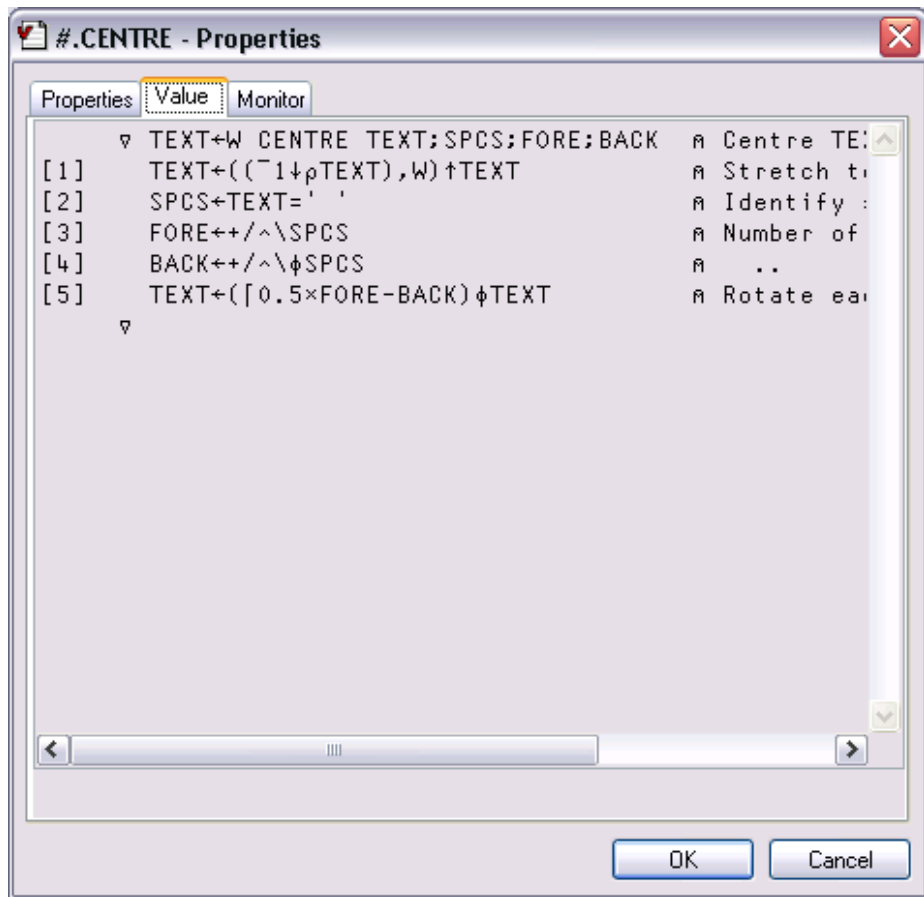 #.CENTRE - Properties
Properties Value Monitor
∇ TEXT←W CENTRE TEXT;SPCS;FORE;BACK ⍝ Centre
[1] TEXT←((¯1↓⍴TEXT),W)↑TEXT ⍝ Stretch
[2] SPCS←TEXT=' ' ⍝ Identify
[3] FORE←+/^\SPCS ⍝ Number of
[4] BACK←+/^\⌽SPCS ⍝ ..
[5] TEXT←(⌈0.5×FORE-BACK)⌽TEXT ⍝ Rotate
∇
OK Cancel